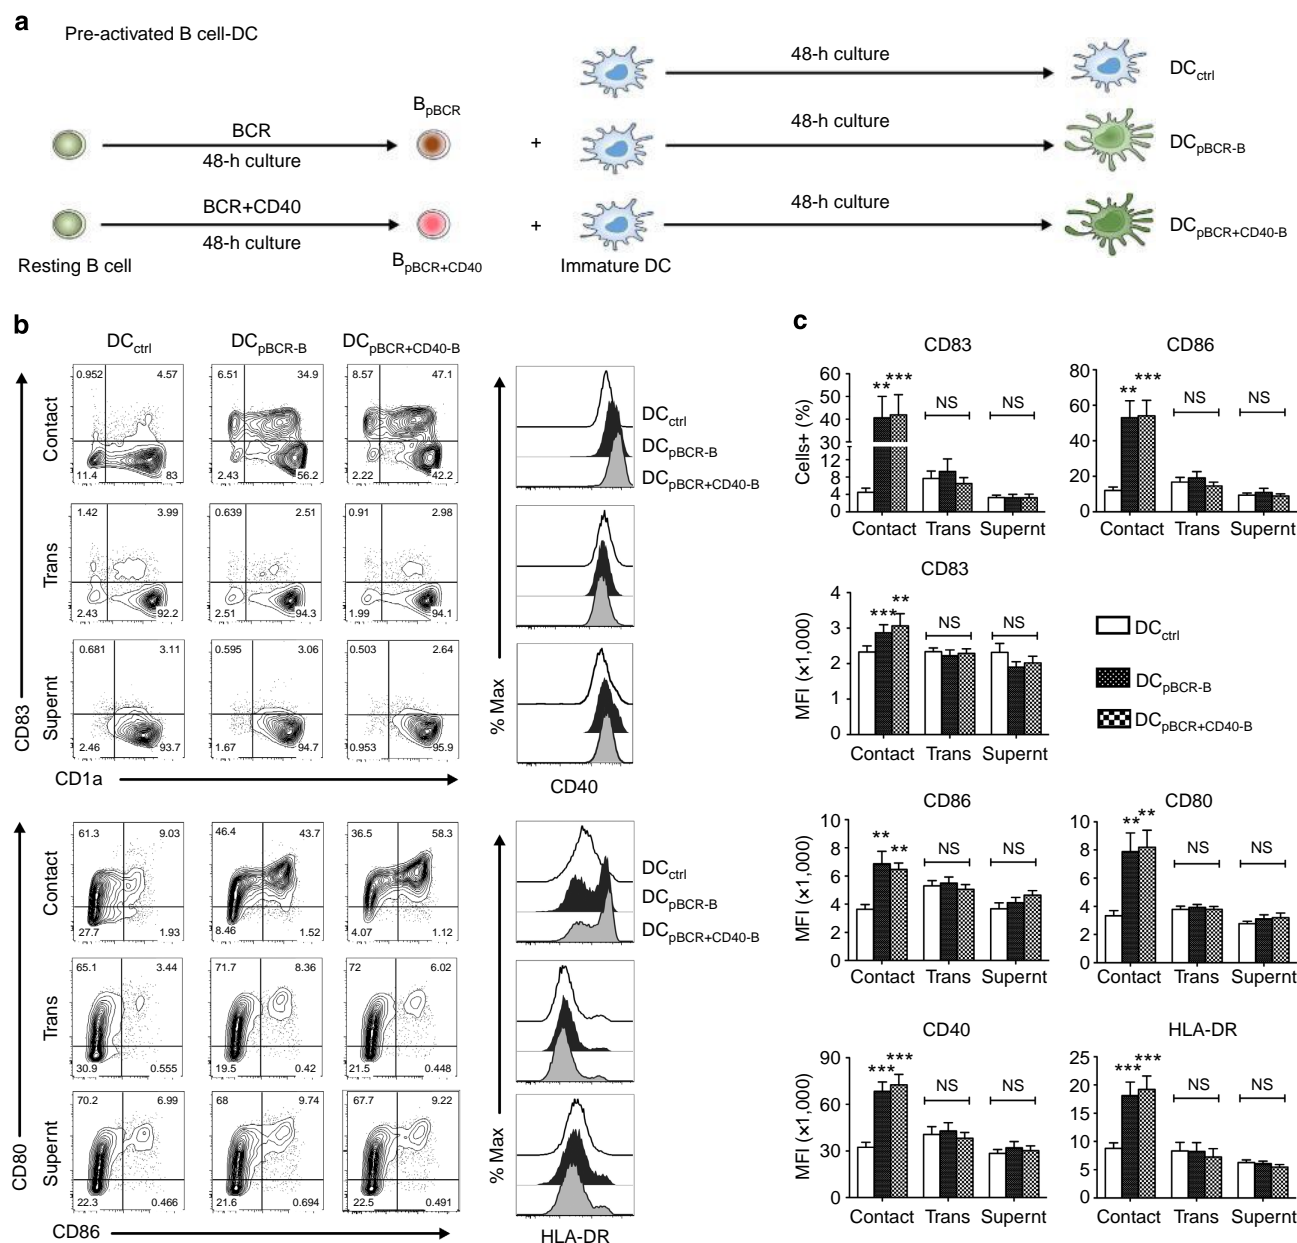 a
Pre-activated B cell-DC
48-h culture
DCctrl
BCR
48-h culture
BpBCR
+
48-h culture
DCpBCR-B
BCR+CD40
48-h culture
BpBCR+CD40
+
48-h culture
DCpBCR+CD40-B
Resting B cell
Immature DC
b
DCctrl DCpBCR-B DCpBCR+CD40-B
Contact
0.952 4.57 6.51 34.9 8.57 47.1
11.4 83 2.43 56.2 2.22 42.2
Trans
1.42 3.99 0.639 2.51 0.91 2.98
2.43 92.2 2.51 94.3 1.99 94.1
Supernt
0.681 3.11 0.595 3.06 0.503 2.64
2.46 93.7 1.67 94.7 0.953 95.9
CD83
CD1a
DCctrl
DCpBCR-B
DCpBCR+CD40-B
% Max
CD40
Contact
61.3 9.03 46.4 43.7 36.5 58.3
27.7 1.93 8.46 1.52 4.07 1.12
Trans
65.1 3.44 71.7 8.36 72 6.02
30.9 0.555 19.5 0.42 21.5 0.448
Supernt
70.2 6.99 68 9.74 67.7 9.22
22.3 0.466 21.6 0.694 22.5 0.491
CD80
CD86
DCctrl
DCpBCR-B
DCpBCR+CD40-B
% Max
HLA-DR
c
CD83
Cells+ (%)
60
50
40
30
12
8
4
0
** ***
NS
NS
Contact Trans Supernt
CD86
80
60
40
20
0
** ***
NS
NS
Contact Trans Supernt
CD83
MFI (×1,000)
4
3
2
1
0
*** **
NS
NS
Contact Trans Supernt
DCctrl
DCpBCR-B
DCpBCR+CD40-B
CD86
MFI (×1,000)
10
8
6
4
2
0
** **
NS
NS
Contact Trans Supernt
CD80
10
8
6
4
2
0
** **
NS
NS
Contact Trans Supernt
CD40
MFI (×1,000)
90
60
30
0
*** ***
NS
NS
Contact Trans Supernt
HLA-DR
25
20
15
10
5
0
*** ***
NS
NS
Contact Trans Supernt